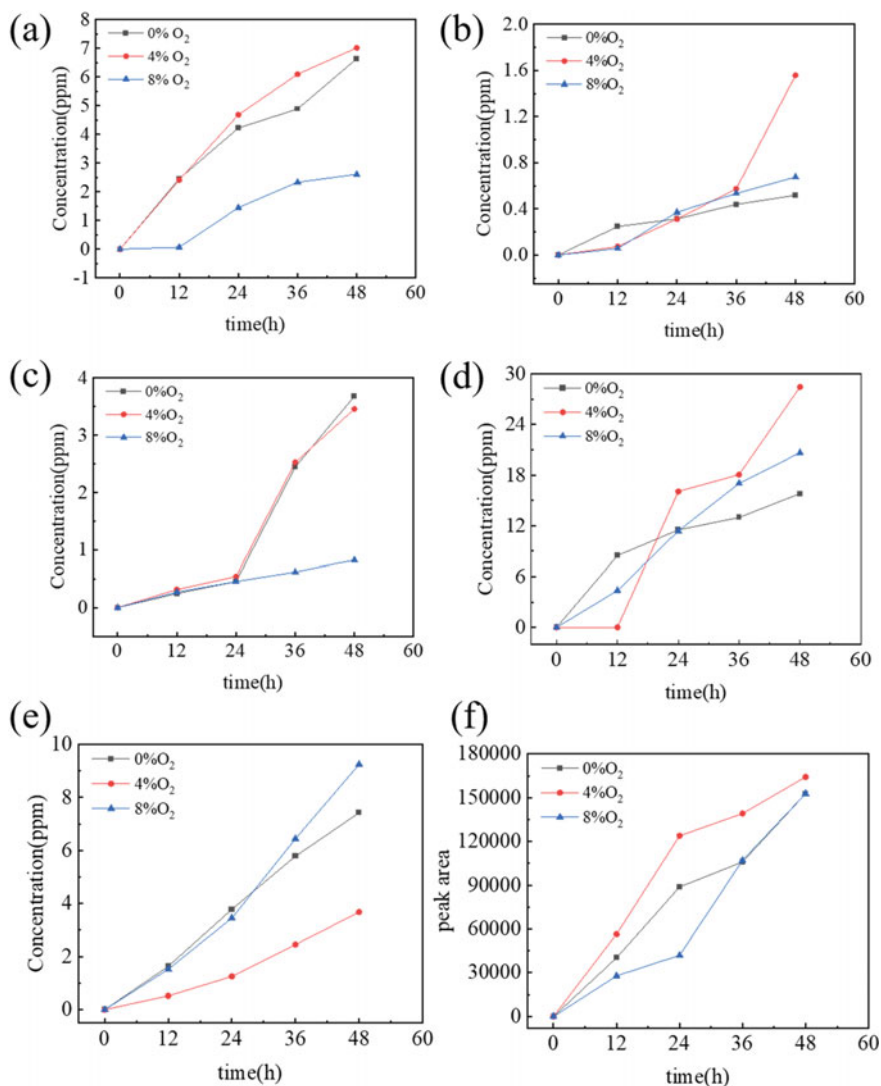 (a)
0% O2
4% O2
8% O2
8
7
6
5
4
3
2
1
0
-1
Concentration(ppm)
0 12 24 36 48 60
time(h)
(b)
0%O2
4%O2
8%O2
2.0
1.6
1.2
0.8
0.4
0.0
Concentration(ppm)
0 12 24 36 48 60
time(h)
(c)
0%O2
4%O2
8%O2
4
3
2
1
0
Concentration(ppm)
0 12 24 36 48 60
time(h)
(d)
0%O2
4%O2
8%O2
30
24
18
12
6
0
Concentration(ppm)
0 12 24 36 48 60
time(h)
(e)
0%O2
4%O2
8%O2
10
8
6
4
2
0
Concentration(ppm)
0 12 24 36 48 60
time(h)
(f)
0%O2
4%O2
8%O2
180000
150000
120000
90000
60000
30000
0
peak area
0 12 24 36 48 60
time(h)